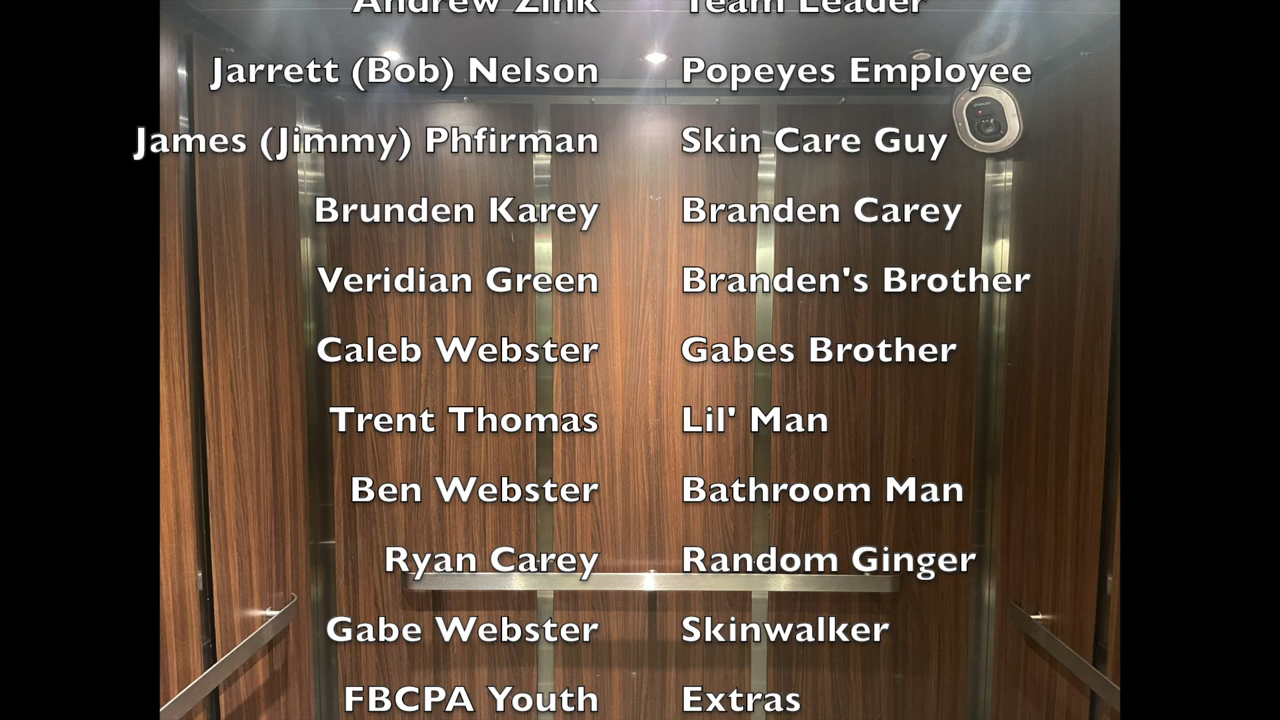 Andrew Zink Team Leader
Jarrett (Bob) Nelson Popeyes Employee
James (Jimmy) Phfirman Skin Care Guy
Brunden Karey Branden Carey
Veridian Green Branden's Brother
Caleb Webster Gabes Brother
Trent Thomas Lil' Man
Ben Webster Bathroom Man
Ryan Carey Random Ginger
Gabe Webster Skinwalker
FBCPA Youth Extras